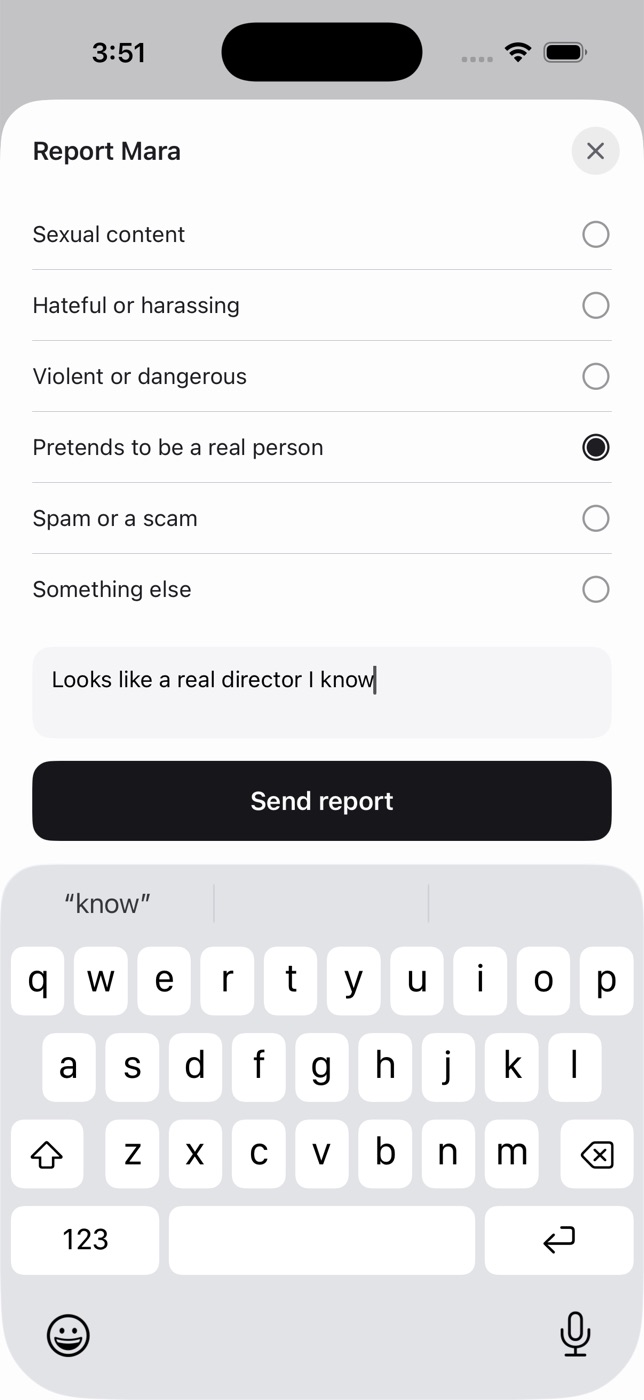 3:51
Report Mara
Sexual content
Hateful or harassing
Violent or dangerous
Pretends to be a real person
Spam or a scam
Something else
Looks like a real director I know
Send report
“know”
q w e r t y u i o p
a s d f g h j k l
z x c v b n m
123